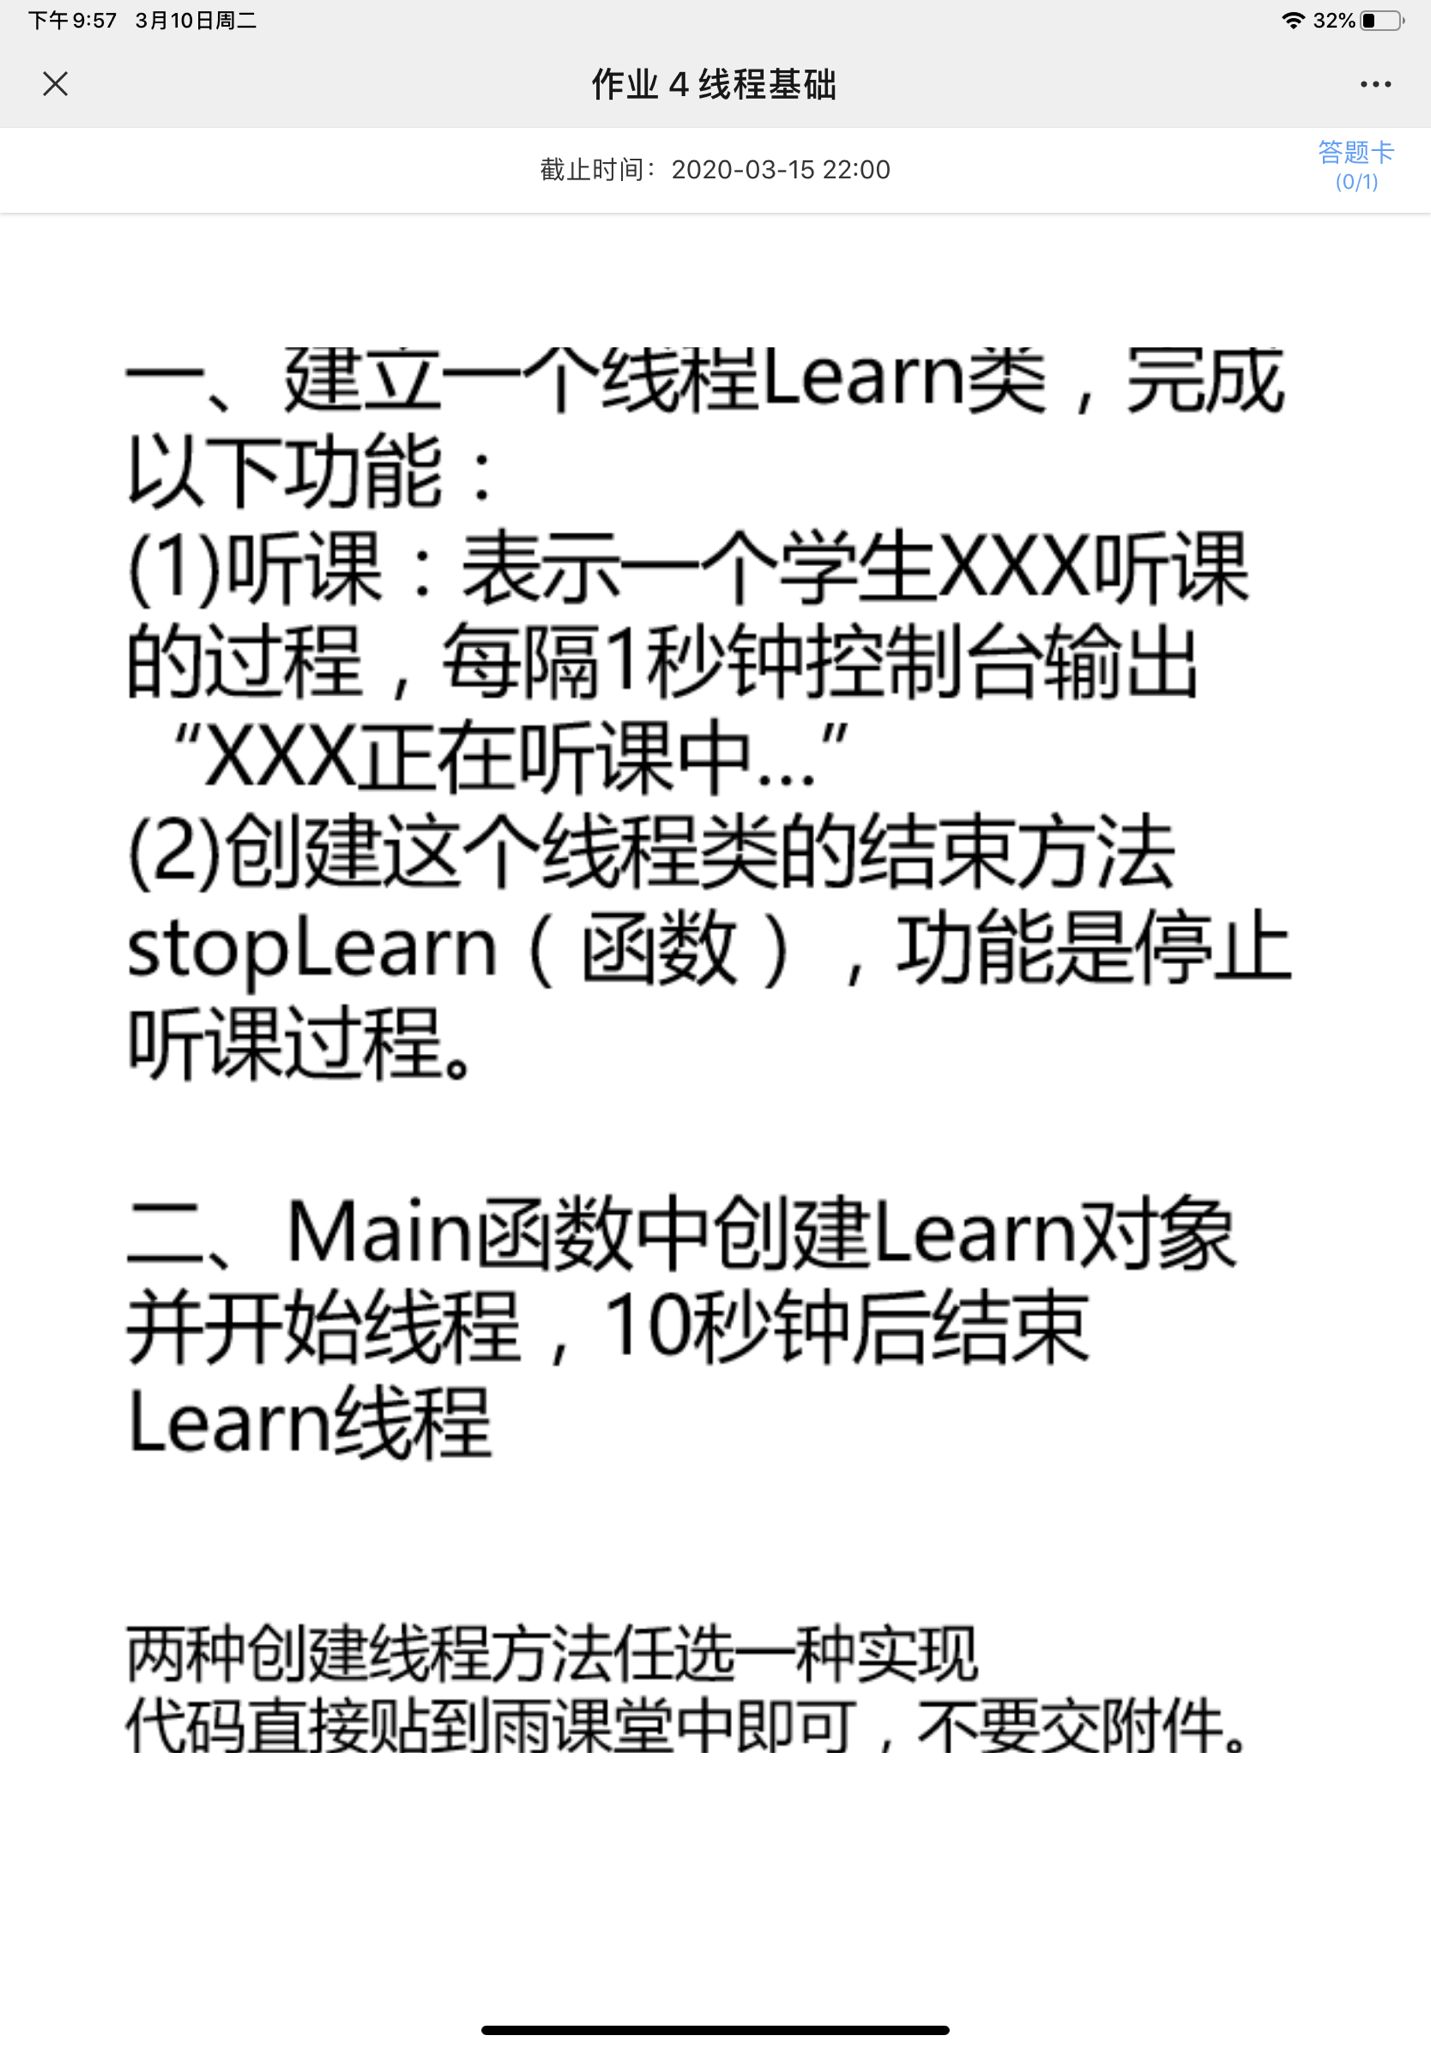 下午9:57 3月10日周二 32%
作业 4 线程基础
截止时间：2020-03-15 22:00
答题卡
(0/1)
一、建立一个线程Learn类，完成
以下功能：
(1)听课：表示一个学生XXX听课
的过程，每隔1秒钟控制台输出
“XXX正在听课中...”
(2)创建这个线程类的结束方法
stopLearn（函数），功能是停止
听课过程。
二、Main函数中创建Learn对象
并开始线程，10秒钟后结束
Learn线程
两种创建线程方法任选一种实现
代码直接贴到雨课堂中即可，不要交附件。